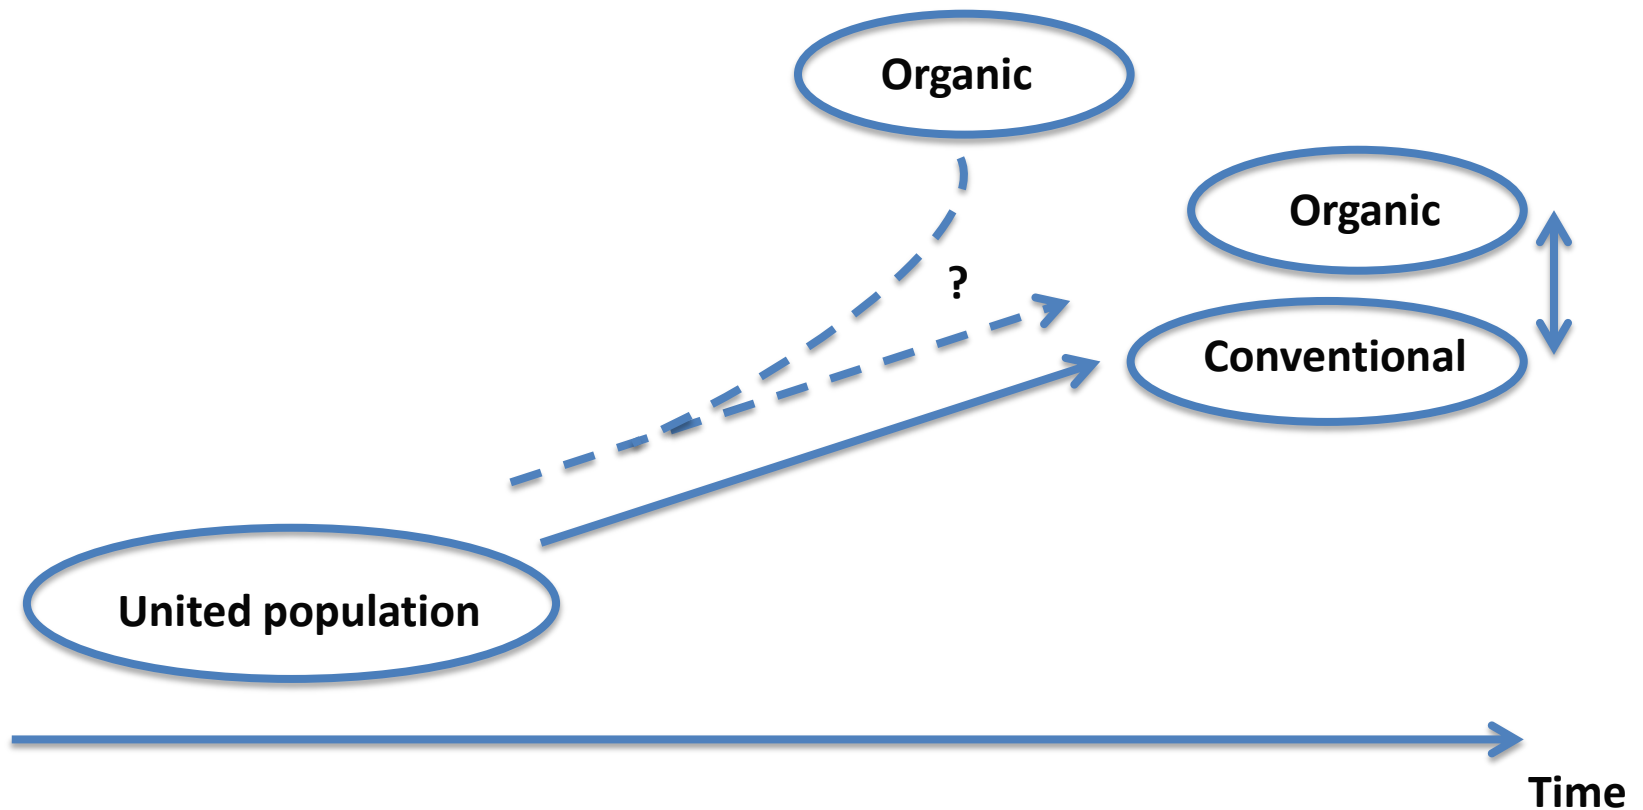 Organic
Organic
?
Conventional
United population
Time